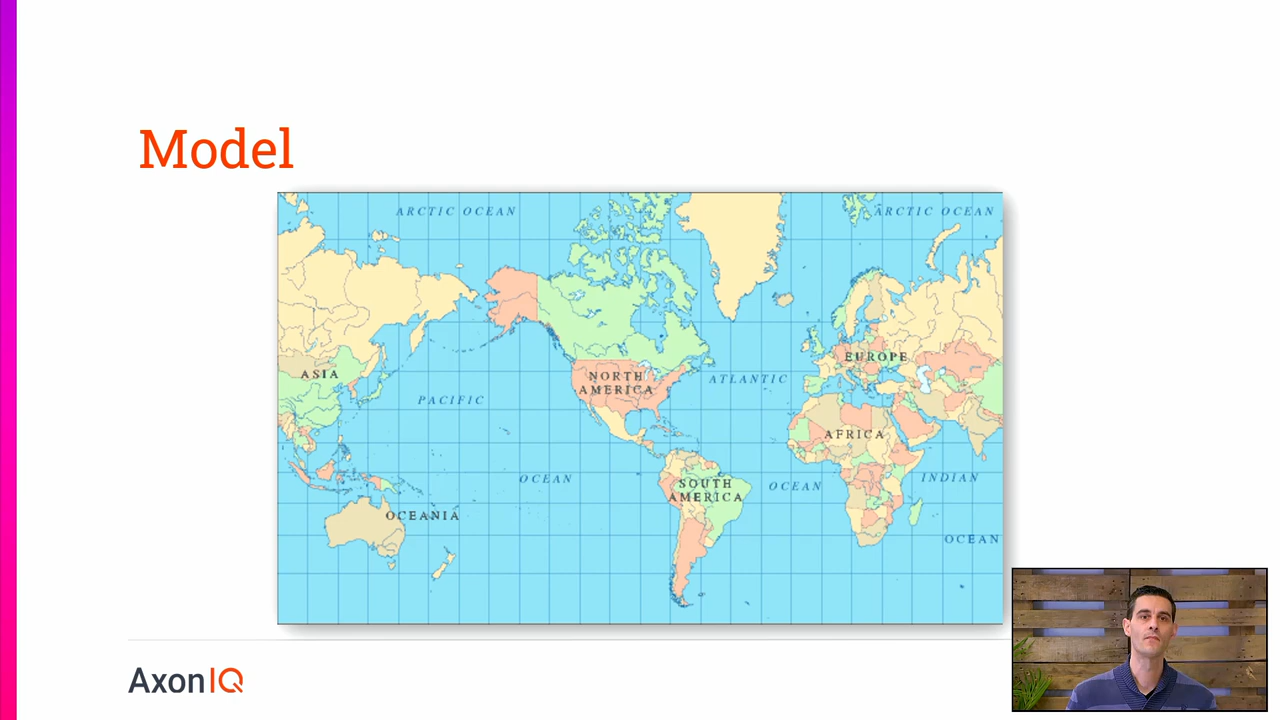 Model
ARCTIC OCEAN
ARCTIC OCEAN
ASIA
NORTH
AMERICA
EUROPE
ATLANTIC
PACIFIC
AFRICA
OCEAN
SOUTH
AMERICA
OCEAN
INDIAN
OCEANIA
OCEAN
AxonIQ